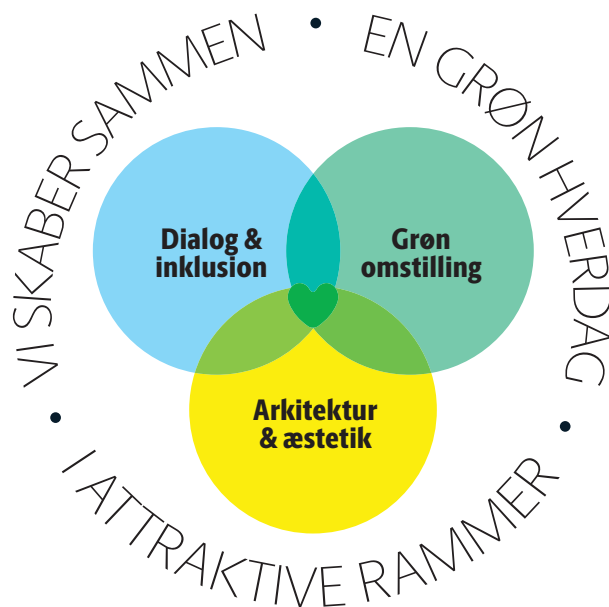 VI SKABER SAMMEN • EN GRØN HVERDAG • I ATTRAKTIVE RAMMER •
Dialog &
inklusion
Grøn
omstilling
Arkitektur
& æstetik